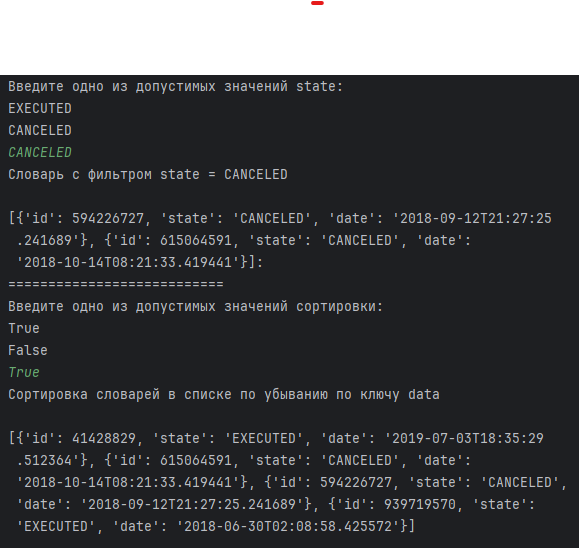 Введите одно из допустимых значений state:
EXECUTED
CANCELED
CANCELED
Словарь с фильтром state = CANCELED
[{'id': 594226727, 'state': 'CANCELED', 'date': '2018-09-12T21:27:25
.241689'}, {'id': 615064591, 'state': 'CANCELED', 'date':
'2018-10-14T08:21:33.419441'}]:
===========================
Введите одно из допустимых значений сортировки:
True
False
True
Сортировка словарей в списке по убыванию по ключу data
[{'id': 41428829, 'state': 'EXECUTED', 'date': '2019-07-03T18:35:29
.512364'}, {'id': 615064591, 'state': 'CANCELED', 'date':
'2018-10-14T08:21:33.419441'}, {'id': 594226727, 'state': 'CANCELED',
'date': '2018-09-12T21:27:25.241689'}, {'id': 939719570, 'state':
'EXECUTED', 'date': '2018-06-30T02:08:58.425572'}]